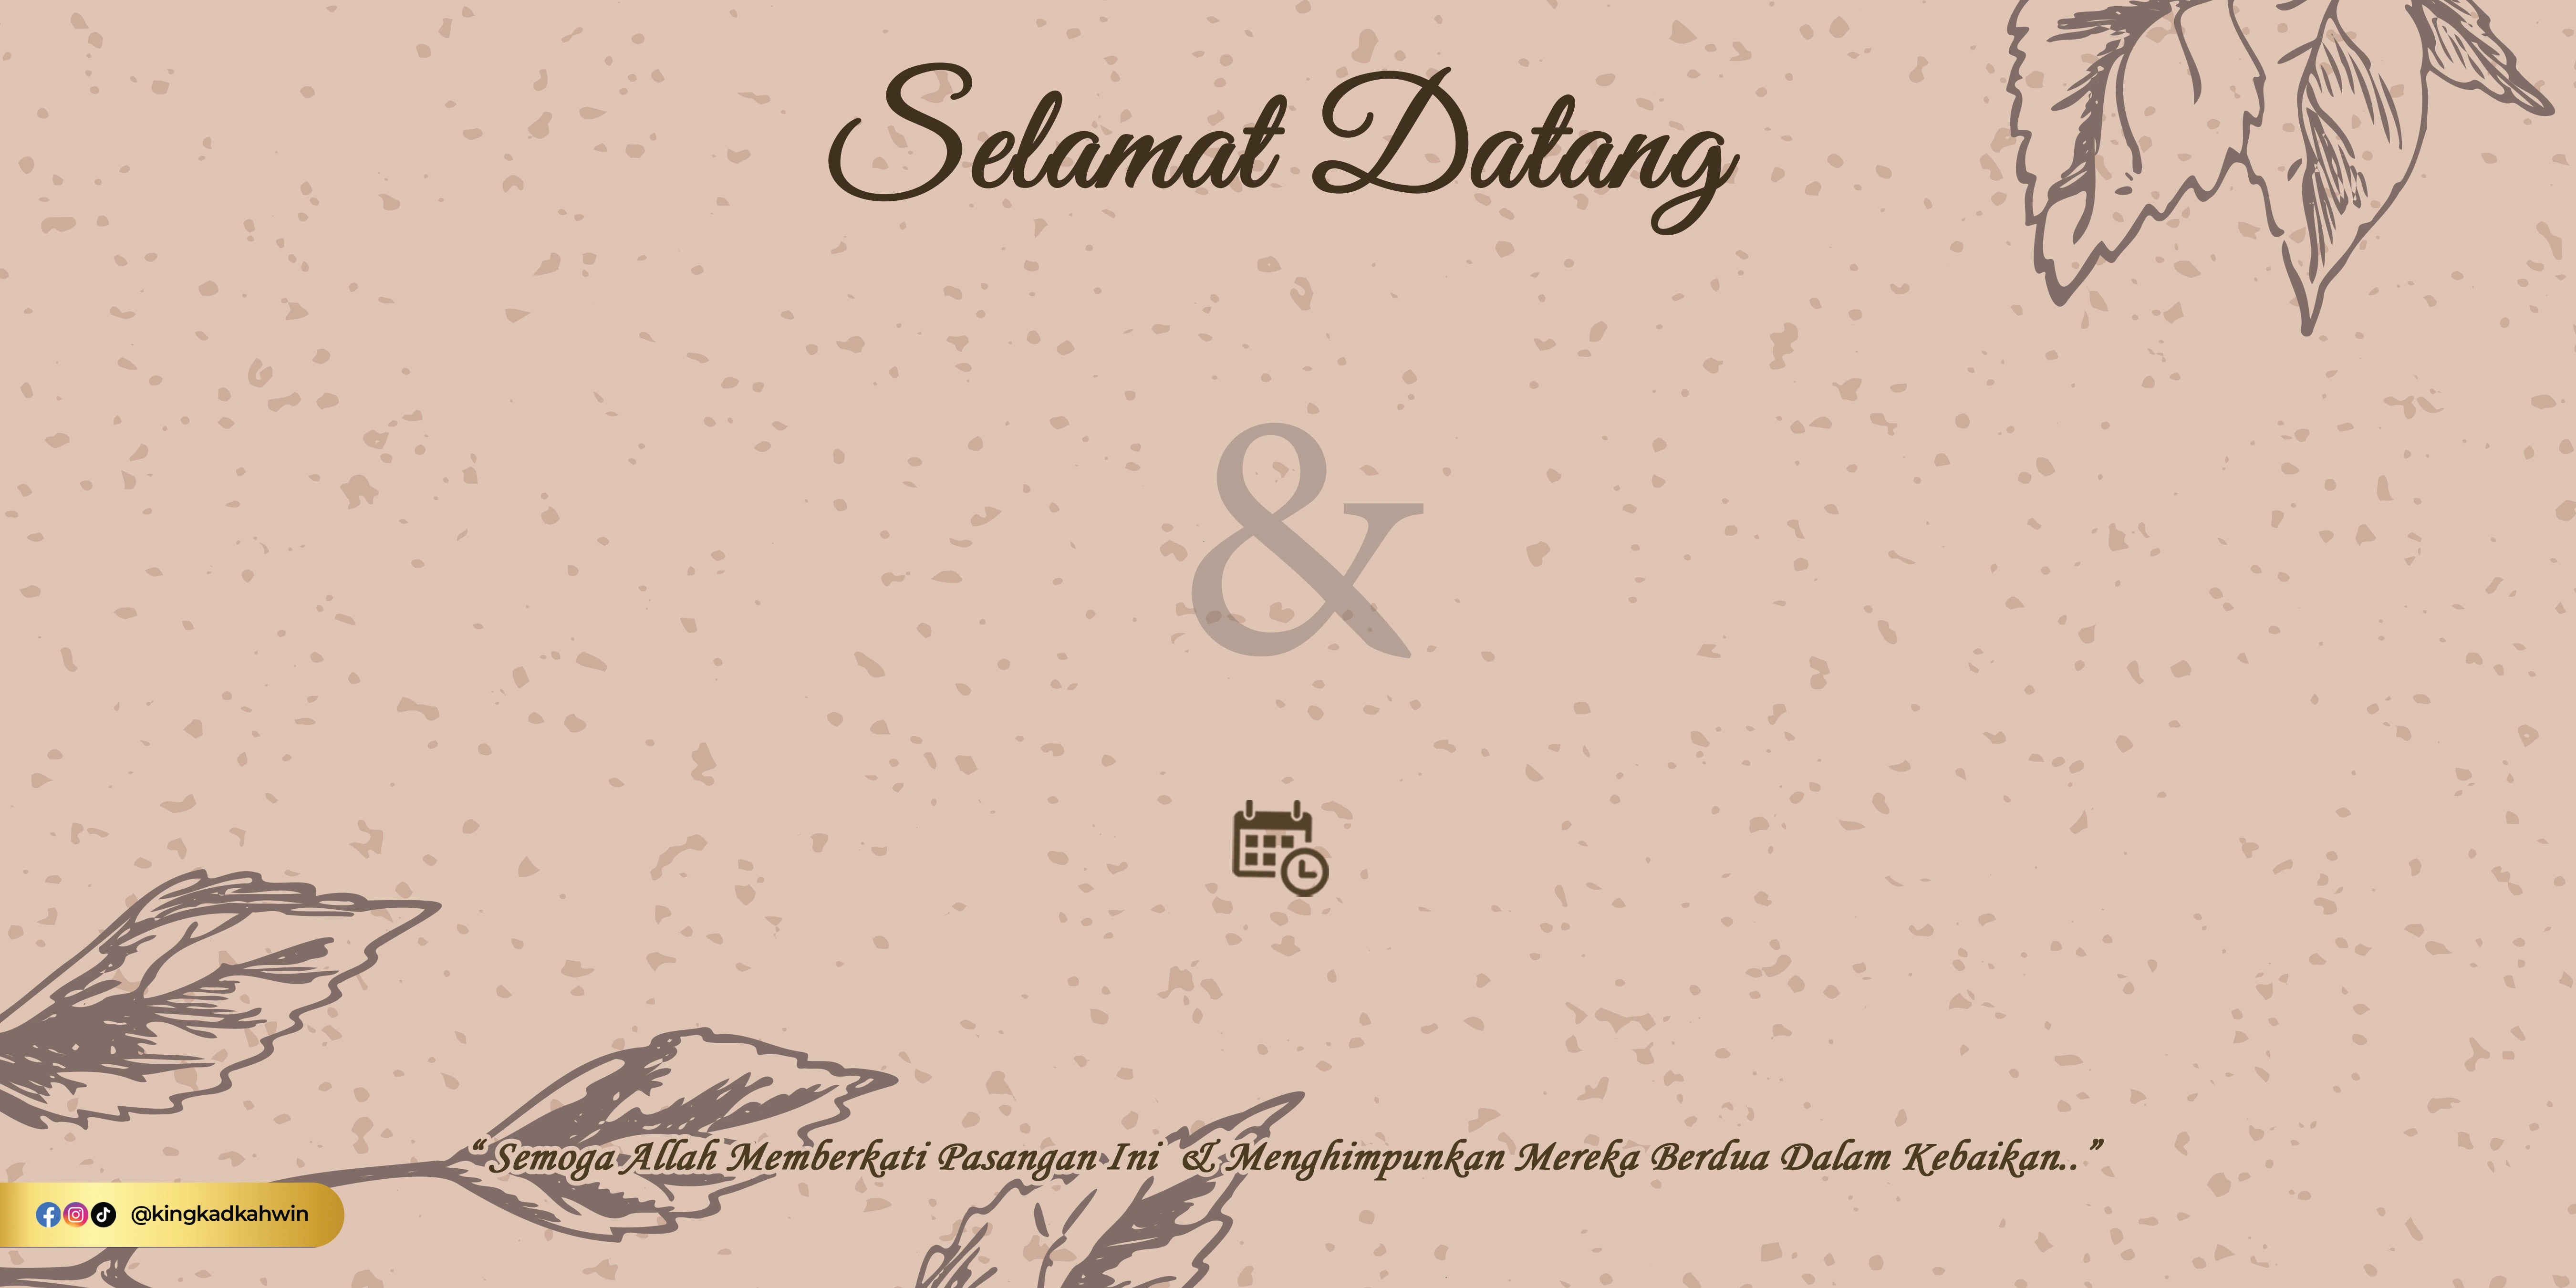 Selamat Datang
&
“ Semoga Allah Memberkati Pasangan Ini & Menghimpunkan Mereka Berdua Dalam Kebaikan.. ”
@kingkadkahwin